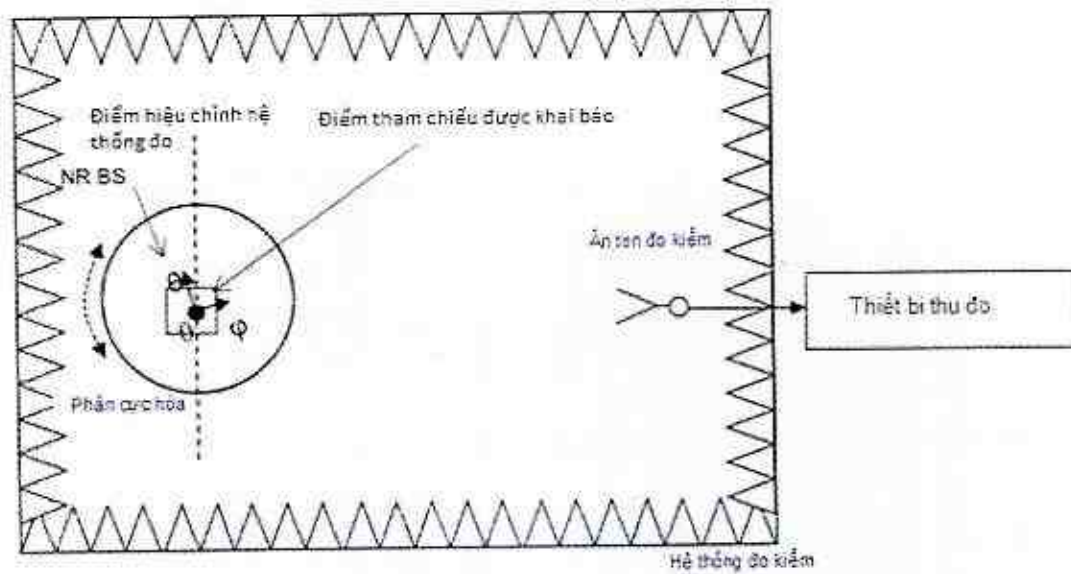 Điểm hiệu chỉnh hệ
thống đo
Điểm tham chiếu được khai báo
NR BS
Ăn ten đo kiểm
Thiết bị thu đo
θ
φ
Phân cực hóa
Hệ thống đo kiểm